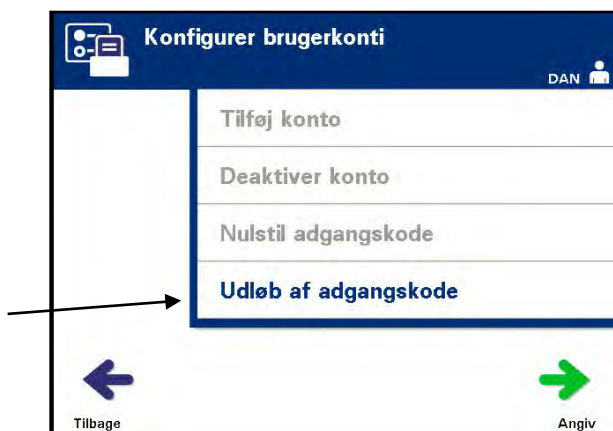 Konfigurer brugerkonti
DAN
Tilføj konto
Deaktiver konto
Nulstil adgangskode
Udløb af adgangskode
Tilbage
Angiv